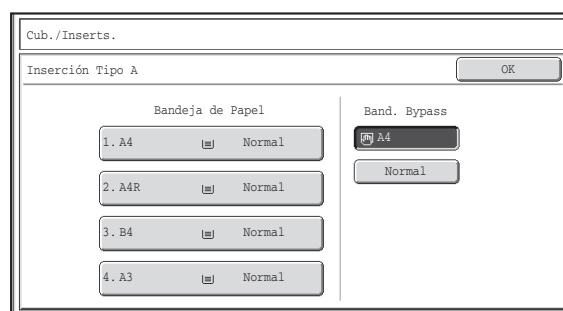 Cub./Inserts.
Inserción Tipo A
OK
Bandeja de Papel
1. A4 Normal
2. A4R Normal
3. B4 Normal
4. A3 Normal
Band. Bypass
A4
Normal